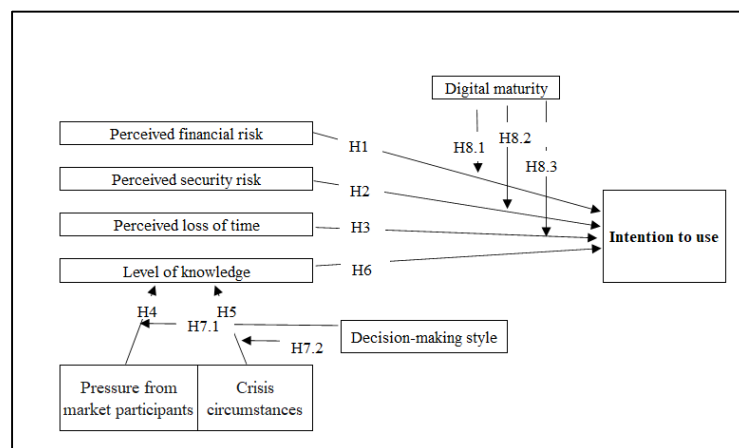 Digital maturity
Perceived financial risk
H1
H8.1
H8.2
H8.3
Perceived security risk
H2
Perceived loss of time
H3
Intention to use
Level of knowledge
H6
H4
H5
H7.1
H7.2
Decision-making style
Pressure from
market participants
Crisis
circumstances